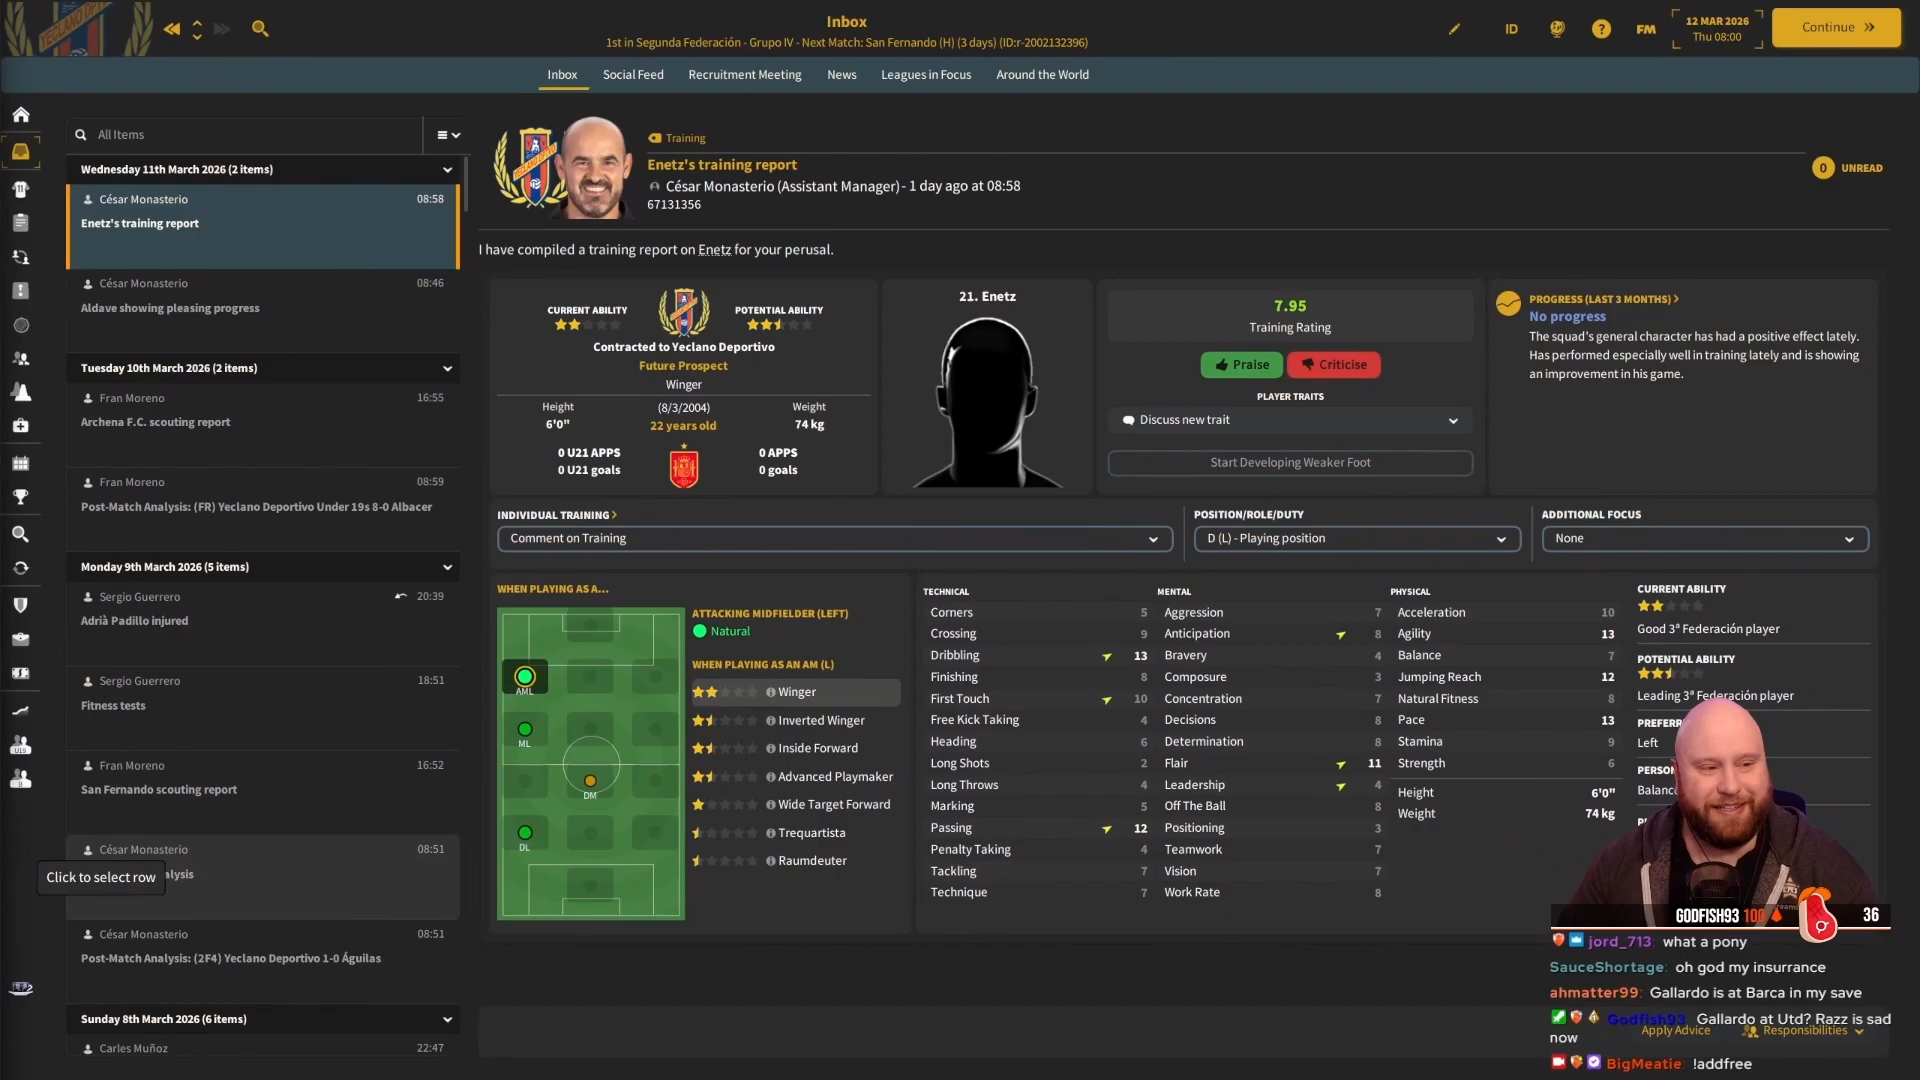 Inbox
1st in Segunda Federación - Grupo IV - Next Match: San Fernando (H) (3 days) (ID:r-2002132396)
ID
FM
12 MAR 2026
Thu 08:00
Continue
Inbox
Social Feed
Recruitment Meeting
News
Leagues in Focus
Around the World
All Items
Wednesday 11th March 2026 (2 items)
César Monasterio 08:58
Enetz's training report
César Monasterio 08:46
Aldave showing pleasing progress
Tuesday 10th March 2026 (2 items)
Fran Moreno 16:55
Archena F.C. scouting report
Fran Moreno 08:59
Post-Match Analysis: (FR) Yeclano Deportivo Under 19s 8-0 Albacer
Monday 9th March 2026 (5 items)
Sergio Guerrero 20:39
Adrià Padillo injured
Sergio Guerrero 18:51
Fitness tests
Fran Moreno 16:52
San Fernando scouting report
César Monasterio 08:51
Click to select row
alysis
César Monasterio 08:51
Post-Match Analysis: (2F4) Yeclano Deportivo 1-0 Águilas
Sunday 8th March 2026 (6 items)
Carles Muñoz 22:47
Training
Enetz's training report
César Monasterio (Assistant Manager) - 1 day ago at 08:58
67131356
0 UNREAD
I have compiled a training report on Enetz for your perusal.
CURRENT ABILITY
POTENTIAL ABILITY
Contracted to Yeclano Deportivo
Future Prospect
Winger
Height
6'0"
(8/3/2004)
22 years old
Weight
74 kg
0 U21 APPS
0 U21 goals
0 APPS
0 goals
21. Enetz
7.95
Training Rating
Praise
Criticise
PLAYER TRAITS
Discuss new trait
Start Developing Weaker Foot
PROGRESS (LAST 3 MONTHS)
No progress
The squad's general character has had a positive effect lately.
Has performed especially well in training lately and is showing
an improvement in his game.
INDIVIDUAL TRAINING
Comment on Training
POSITION/ROLE/DUTY
D (L) - Playing position
ADDITIONAL FOCUS
None
WHEN PLAYING AS A...
AML
ML
DM
DL
ATTACKING MIDFIELDER (LEFT)
Natural
WHEN PLAYING AS AN AM (L)
Winger
Inverted Winger
Inside Forward
Advanced Playmaker
Wide Target Forward
Trequartista
Raumdeuter
TECHNICAL
Corners 5
Crossing 9
Dribbling 13
Finishing 8
First Touch 10
Free Kick Taking 4
Heading 6
Long Shots 2
Long Throws 4
Marking 5
Passing 12
Penalty Taking 4
Tackling 7
Technique 7
MENTAL
Aggression 7
Anticipation 8
Bravery 4
Composure 3
Concentration 7
Decisions 8
Determination 8
Flair 11
Leadership 4
Off The Ball 8
Positioning 3
Teamwork 7
Vision 7
Work Rate 8
PHYSICAL
Acceleration 10
Agility 13
Balance 7
Jumping Reach 12
Natural Fitness 8
Pace 13
Stamina 9
Strength 6
Height 6'0"
Weight 74 kg
CURRENT ABILITY
Good 3ª Federación player
POTENTIAL ABILITY
Leading 3ª Federación player
PREFER
Left
PERSON
Balanc
GODFISH93 100 36
jord_713: what a pony
SauceShortage: oh god my insurrance
ahmatter99: Gallardo is at Barca in my save
Godfish93: Gallardo at Utd? Razz is sad
now
Apply Advice
Responsibilities
BigMeatie: !addfree